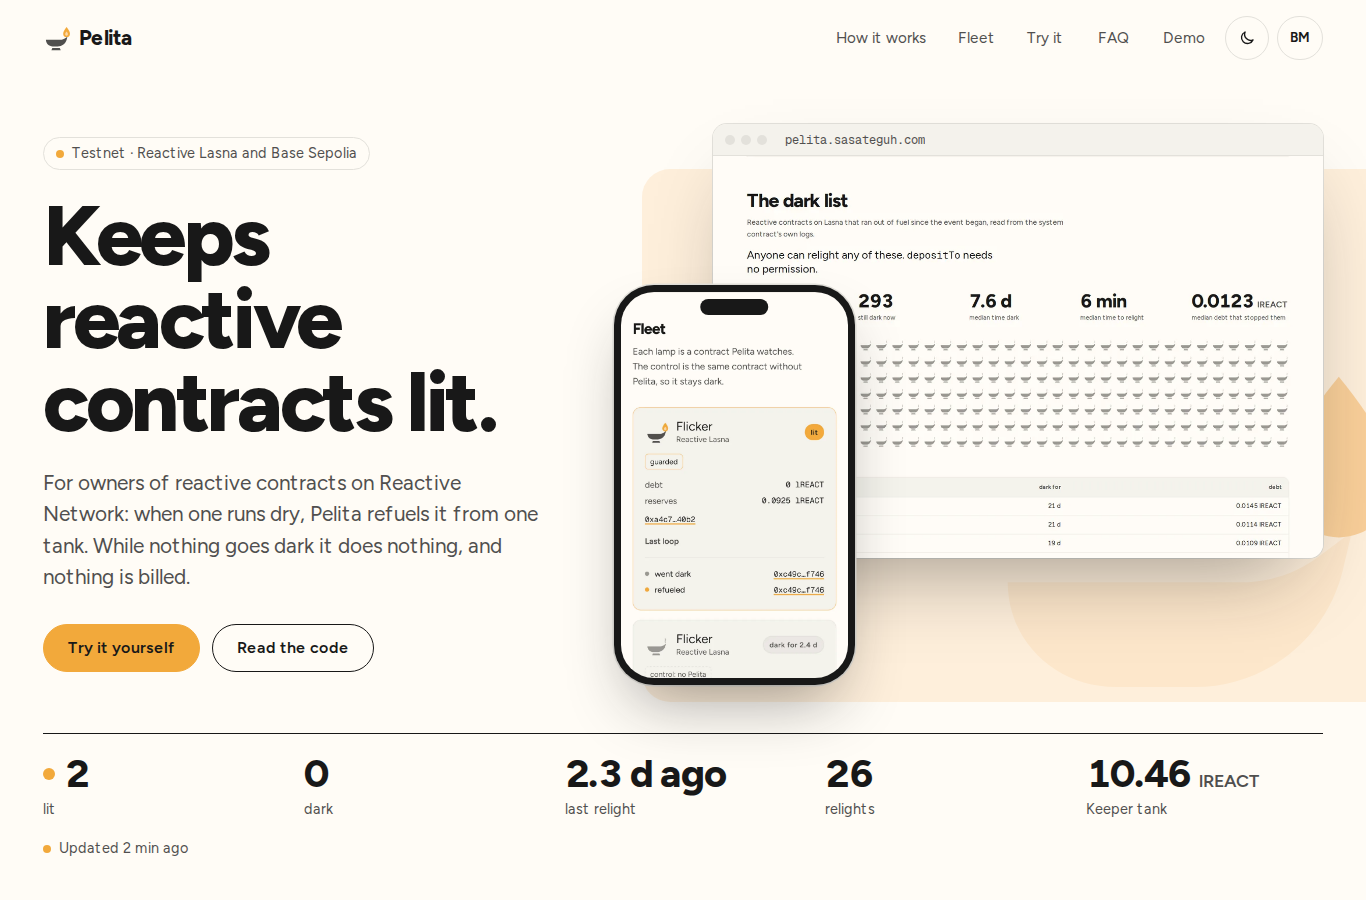 Pelita
How it works
Fleet
Try it
FAQ
Demo
BM
Testnet · Reactive Lasna and Base Sepolia
Keeps
reactive
contracts lit.
For owners of reactive contracts on Reactive
Network: when one runs dry, Pelita refuels it from one
tank. While nothing goes dark it does nothing, and
nothing is billed.
Try it yourself
Read the code
pelita.sasateguh.com
The dark list
Reactive contracts on Lasna that ran out of fuel since the event began, read from the system
contract's own logs.
Anyone can relight any of these. depositTo needs
no permission.
293
still dark now
7.6 d
median time dark
6 min
median time to relight
0.0123 lREACT
median debt that stopped them
dark for
debt
21 d
0.0145 lREACT
21 d
0.0114 lREACT
19 d
0.0109 lREACT
Fleet
Each lamp is a contract Pelita watches.
The control is the same contract without
Pelita, so it stays dark.
Flicker
Reactive Lasna
lit
guarded
debt
0 lREACT
reserves
0.0925 lREACT
0xa4c7…40b2
Last loop
went dark
0xc49c…f746
refueled
0xc49c…f746
Flicker
Reactive Lasna
dark for 2.4 d
control: no Pelita
2
lit
0
dark
2.3 d ago
last relight
26
relights
10.46 lREACT
Keeper tank
Updated 2 min ago